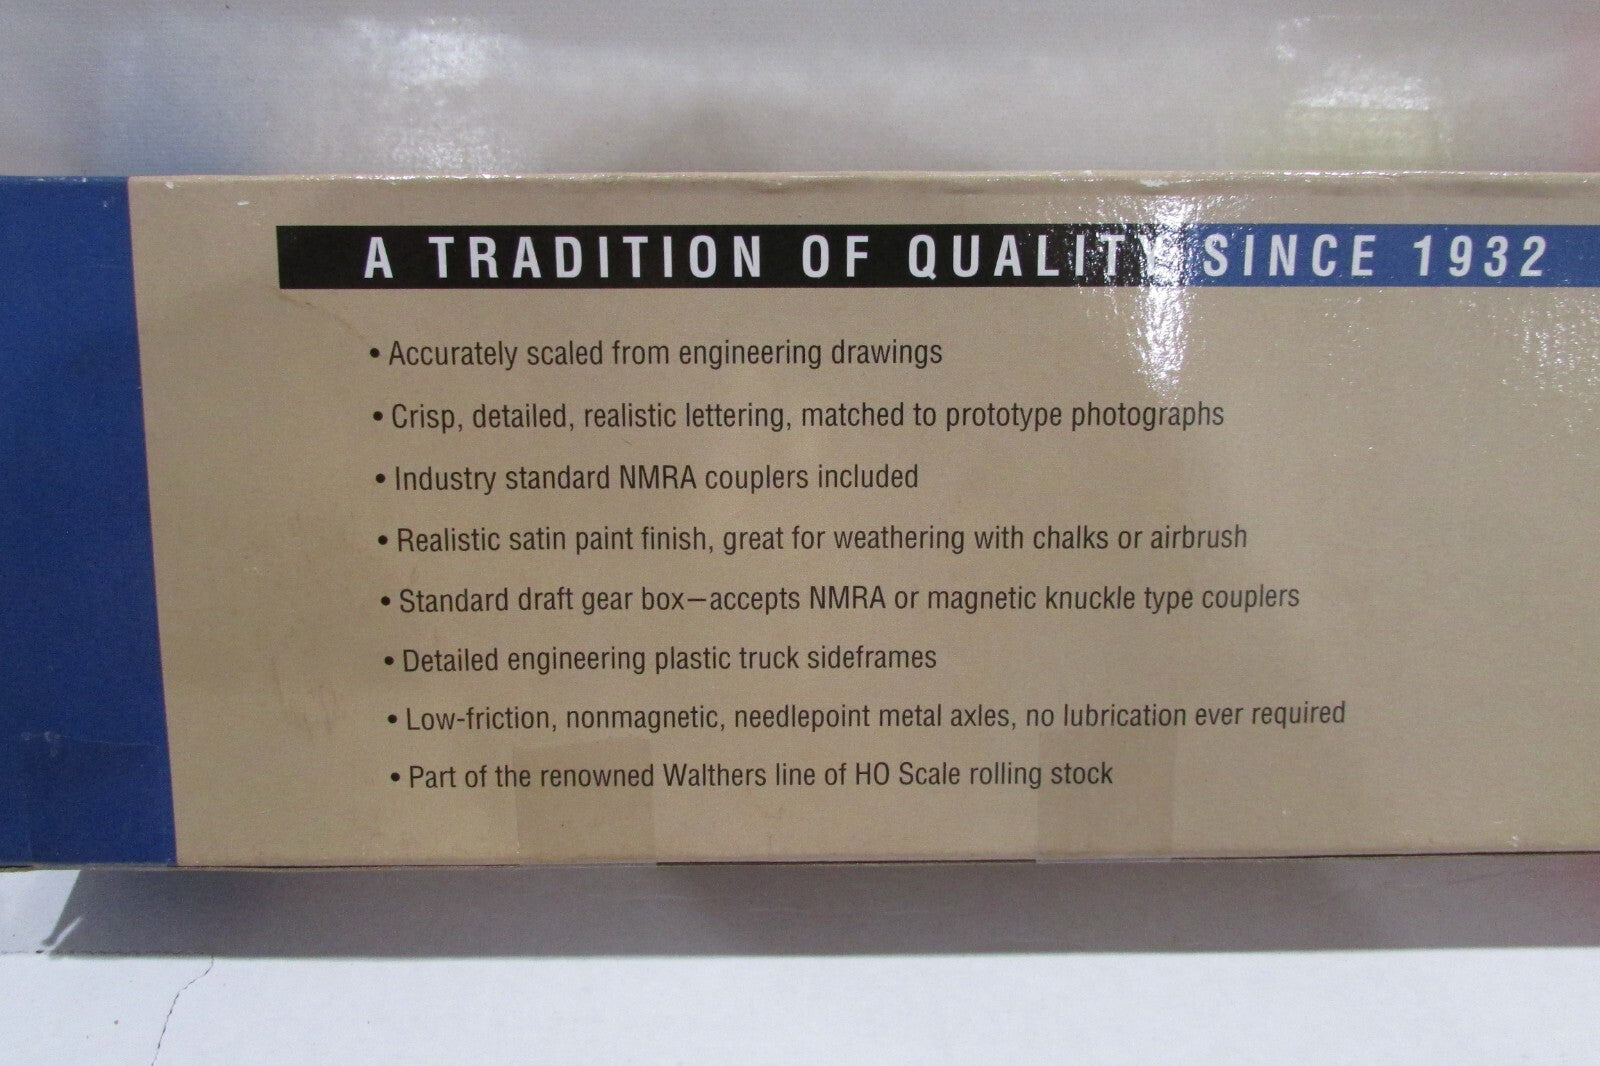 A TRADITION OF QUALITY SINCE 1932
• Accurately scaled from engineering drawings
• Crisp, detailed, realistic lettering, matched to prototype photographs
• Industry standard NMRA couplers included
• Realistic satin paint finish, great for weathering with chalks or airbrush
• Standard draft gear box—accepts NMRA or magnetic knuckle type couplers
• Detailed engineering plastic truck sideframes
• Low-friction, nonmagnetic, needlepoint metal axles, no lubrication ever required
• Part of the renowned Walthers line of HO Scale rolling stock